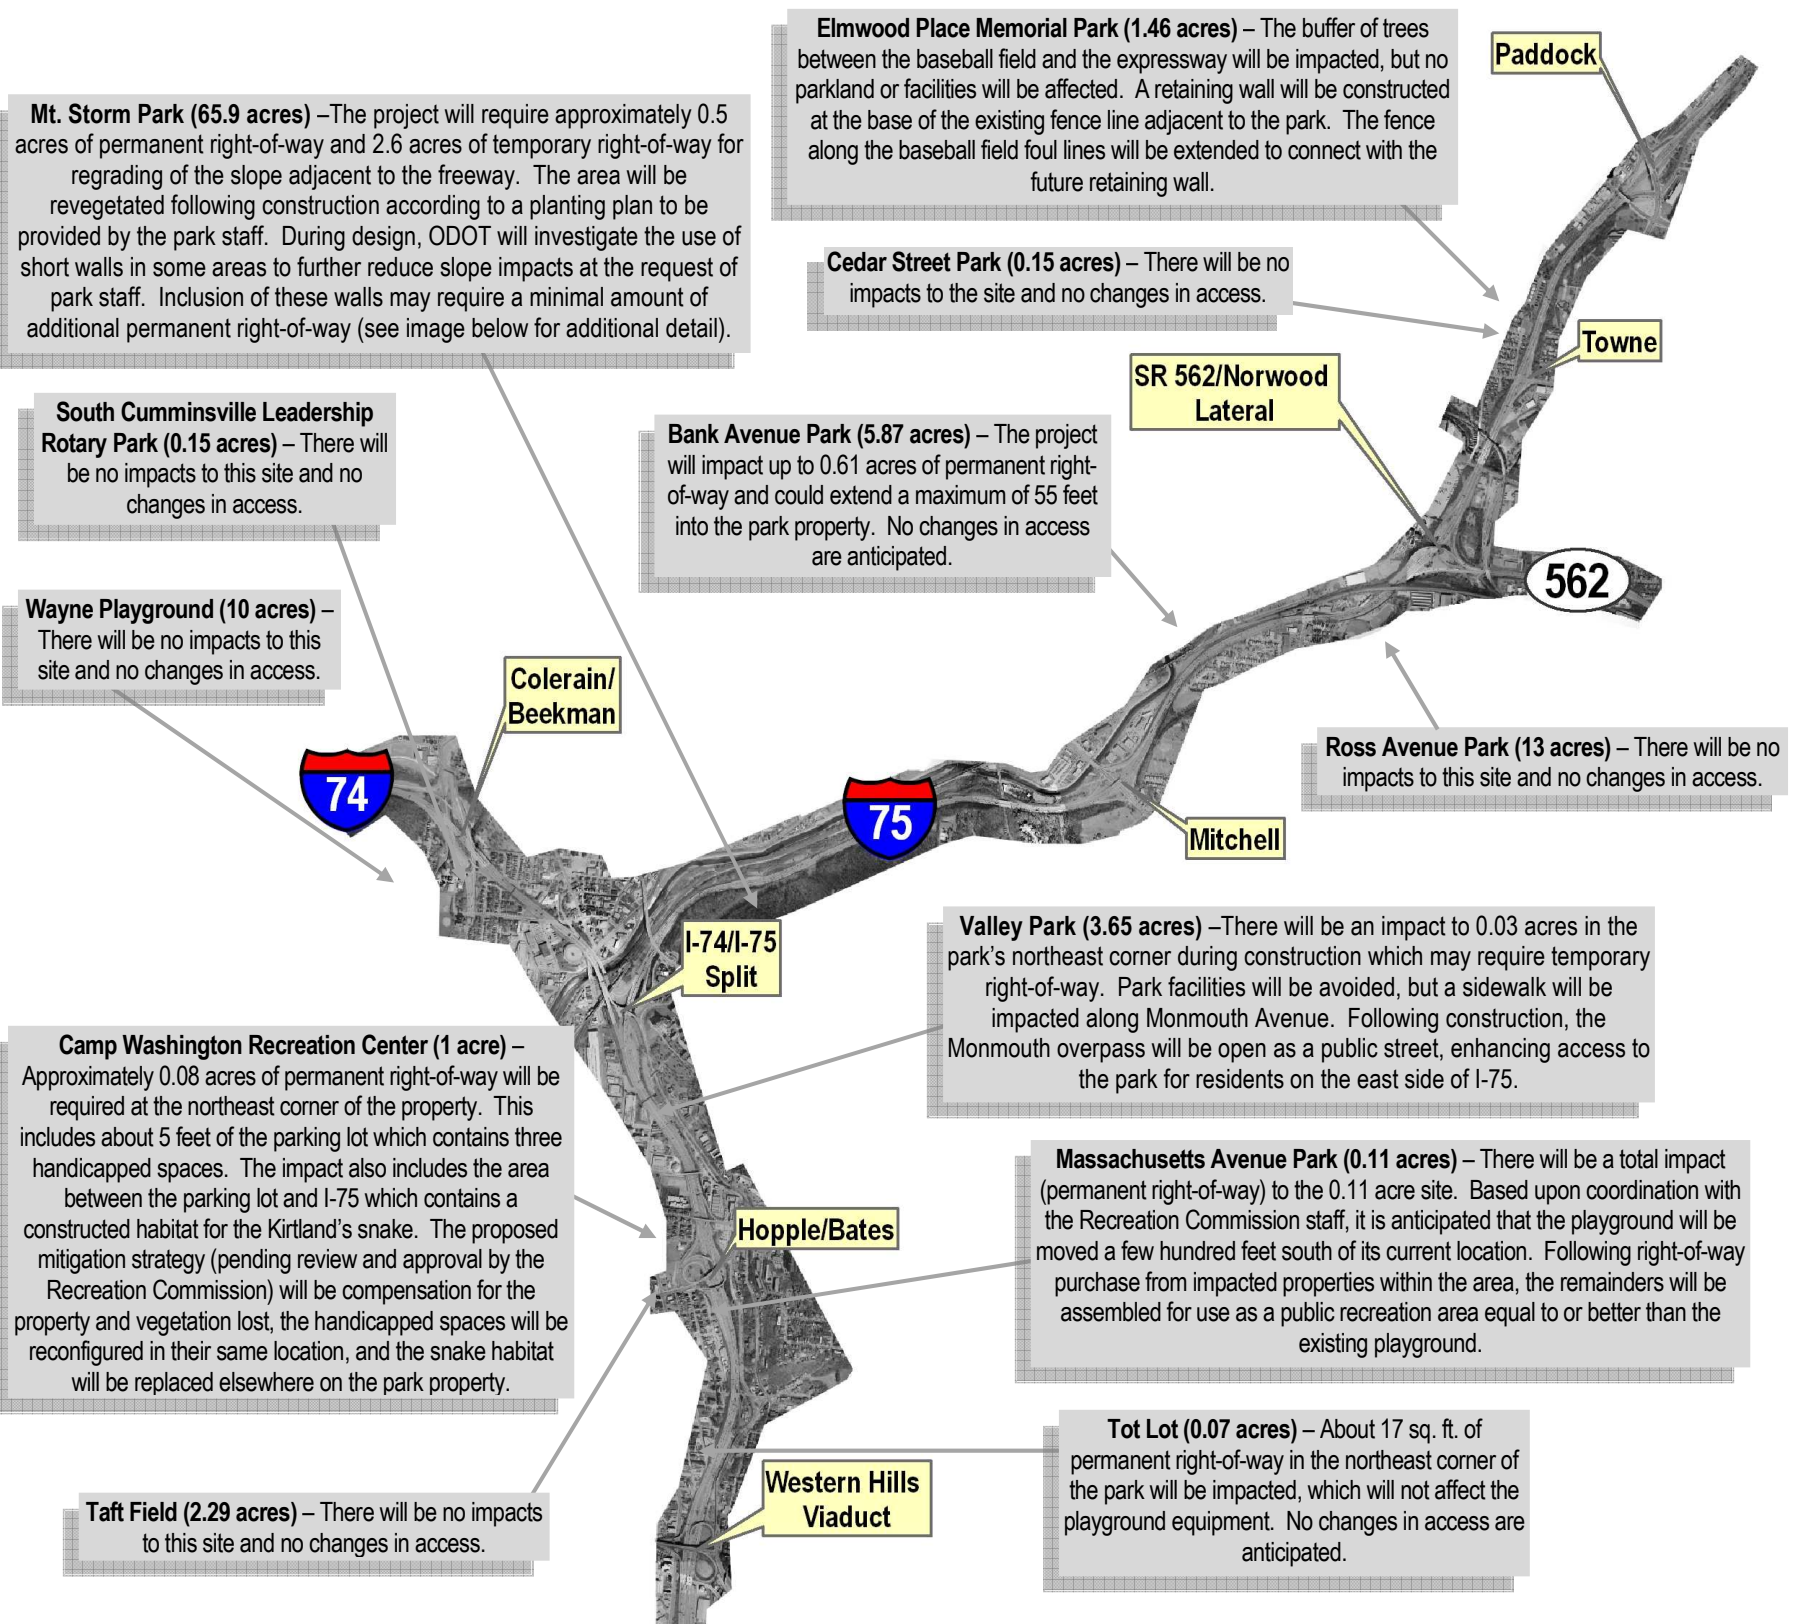 Elmwood Place Memorial Park (1.46 acres) – The buffer of trees
between the baseball field and the expressway will be impacted, but no
parkland or facilities will be affected. A retaining wall will be constructed
at the base of the existing fence line adjacent to the park. The fence
along the baseball field foul lines will be extended to connect with the
future retaining wall.
Paddock
Mt. Storm Park (65.9 acres) –The project will require approximately 0.5
acres of permanent right-of-way and 2.6 acres of temporary right-of-way for
regrading of the slope adjacent to the freeway. The area will be
revegetated following construction according to a planting plan to be
provided by the park staff. During design, ODOT will investigate the use of
short walls in some areas to further reduce slope impacts at the request of
park staff. Inclusion of these walls may require a minimal amount of
additional permanent right-of-way (see image below for additional detail).
Cedar Street Park (0.15 acres) – There will be no
impacts to the site and no changes in access.
Towne
SR 562/Norwood
Lateral
South Cumminsville Leadership
Rotary Park (0.15 acres) – There will
be no impacts to this site and no
changes in access.
Bank Avenue Park (5.87 acres) – The project
will impact up to 0.61 acres of permanent right-
of-way and could extend a maximum of 55 feet
into the park property. No changes in access
are anticipated.
562
Wayne Playground (10 acres) –
There will be no impacts to this
site and no changes in access.
Colerain/
Beekman
Ross Avenue Park (13 acres) – There will be no
impacts to this site and no changes in access.
74
75
Mitchell
I-74/I-75
Split
Valley Park (3.65 acres) –There will be an impact to 0.03 acres in the
park's northeast corner during construction which may require temporary
right-of-way. Park facilities will be avoided, but a sidewalk will be
impacted along Monmouth Avenue. Following construction, the
Monmouth overpass will be open as a public street, enhancing access to
the park for residents on the east side of I-75.
Camp Washington Recreation Center (1 acre) –
Approximately 0.08 acres of permanent right-of-way will be
required at the northeast corner of the property. This
includes about 5 feet of the parking lot which contains three
handicapped spaces. The impact also includes the area
between the parking lot and I-75 which contains a
constructed habitat for the Kirtland's snake. The proposed
mitigation strategy (pending review and approval by the
Recreation Commission) will be compensation for the
property and vegetation lost, the handicapped spaces will be
reconfigured in their same location, and the snake habitat
will be replaced elsewhere on the park property.
Massachusetts Avenue Park (0.11 acres) – There will be a total impact
(permanent right-of-way) to the 0.11 acre site. Based upon coordination with
the Recreation Commission staff, it is anticipated that the playground will be
moved a few hundred feet south of its current location. Following right-of-way
purchase from impacted properties within the area, the remainders will be
assembled for use as a public recreation area equal to or better than the
existing playground.
Hopple/Bates
Tot Lot (0.07 acres) – About 17 sq. ft. of
permanent right-of-way in the northeast corner of
the park will be impacted, which will not affect the
playground equipment. No changes in access are
anticipated.
Western Hills
Viaduct
Taft Field (2.29 acres) – There will be no impacts
to this site and no changes in access.